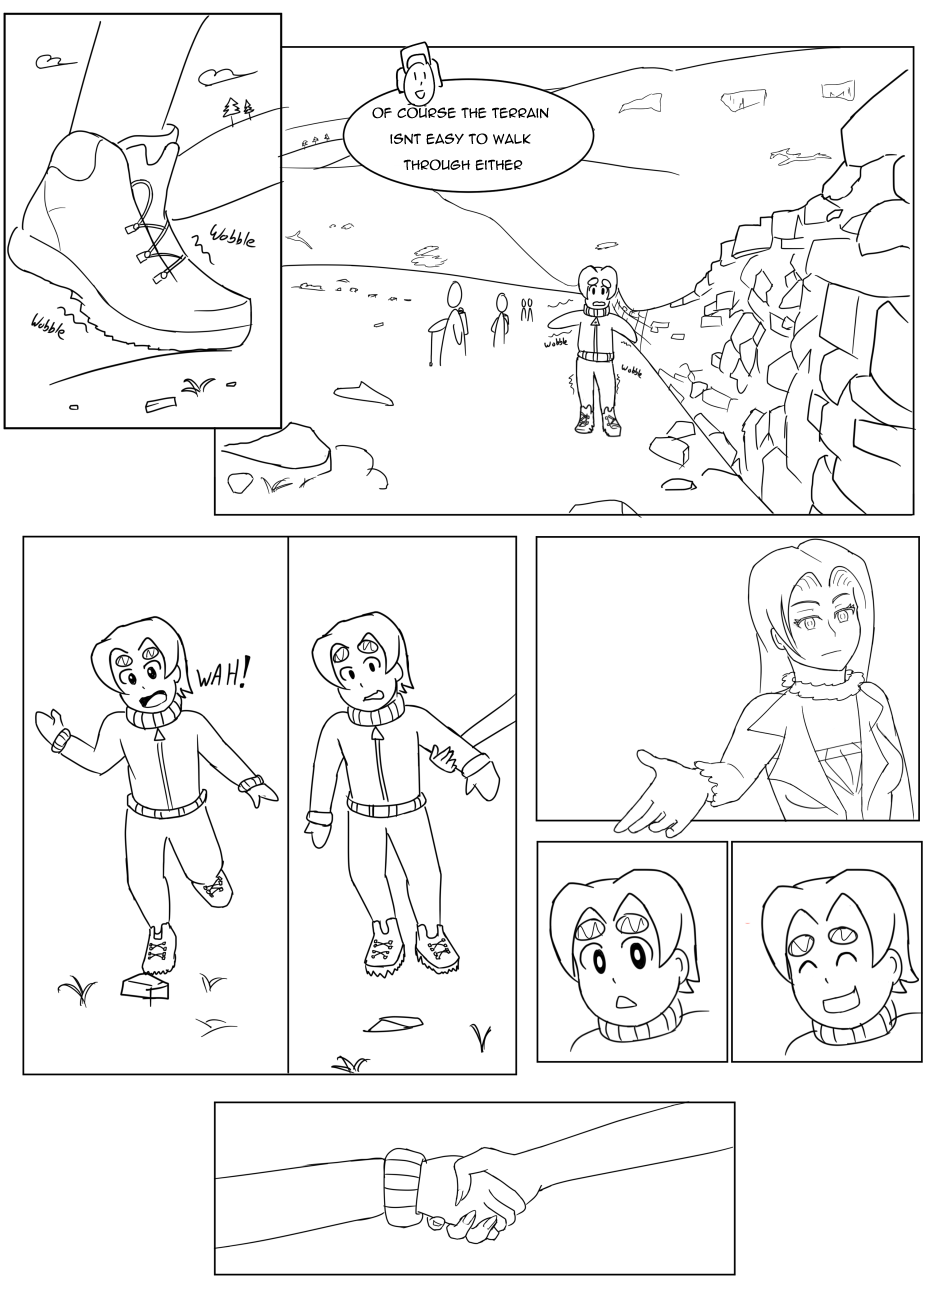 Wobble
Wobble
OF COURSE THE TERRAIN
ISNT EASY TO WALK
THROUGH EITHER
Wobble
Wobble
WAH!